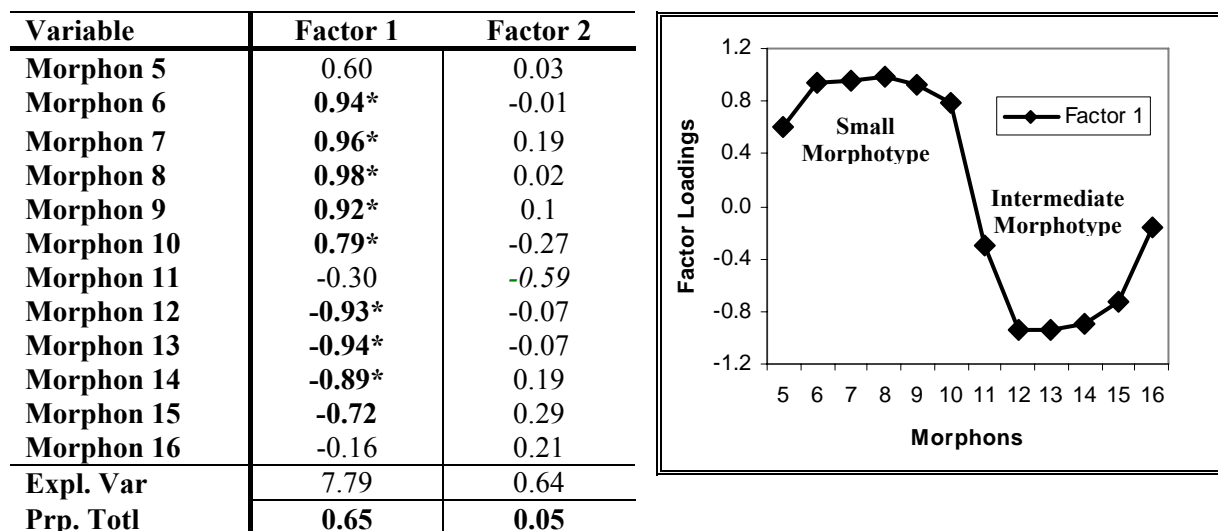 Variable Factor 1 Factor 2
Morphon 5 0.60 0.03
Morphon 6 0.94* -0.01
Morphon 7 0.96* 0.19
Morphon 8 0.98* 0.02
Morphon 9 0.92* 0.1
Morphon 10 0.79* -0.27
Morphon 11 -0.30 -0.59
Morphon 12 -0.93* -0.07
Morphon 13 -0.94* -0.07
Morphon 14 -0.89* 0.19
Morphon 15 -0.72 0.29
Morphon 16 -0.16 0.21
Expl. Var 7.79 0.64
Prp. Totl 0.65 0.05
Factor Loadings
1.2
0.8
0.4
0.0
-0.4
-0.8
-1.2
Factor 1
Small
Morphotype
Intermediate
Morphotype
5 6 7 8 9 10 11 12 13 14 15 16
Morphons